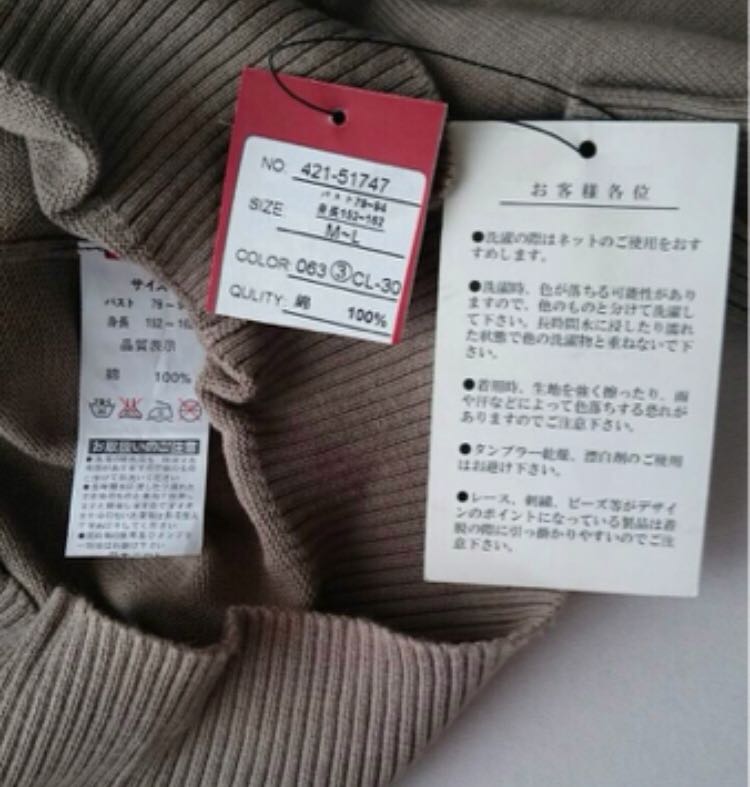 NO. 421-51747
バスト79~94
SIZE 身長152~162
M~L
COLOR: 063 ③CL-30
QULITY: 綿 100%
お客様各位
●洗濯の際はネットのご使用をおす
すめします。
●洗濯時、色が落ちる可能性があり
ますので、他のものと分けて洗濯し
て下さい。長時間水に浸したり濡れ
た状態で他の洗濯物と重ねないで下
さい。
●着用時、生地を強く擦ったり、雨
や汗などによって色落ちする恐れが
ありますのでご注意下さい。
●タンブラー乾燥、漂白剤のご使用
はお避け下さい。
●レース、刺繍、ビーズ等がデザイ
ンのポイントになっている製品は着
脱の際に引っ掛かりやすいのでご注
意下さい。
サイズ
バスト 79~9
身長 152~162
品質表示
綿 100%
お取扱いのご注意